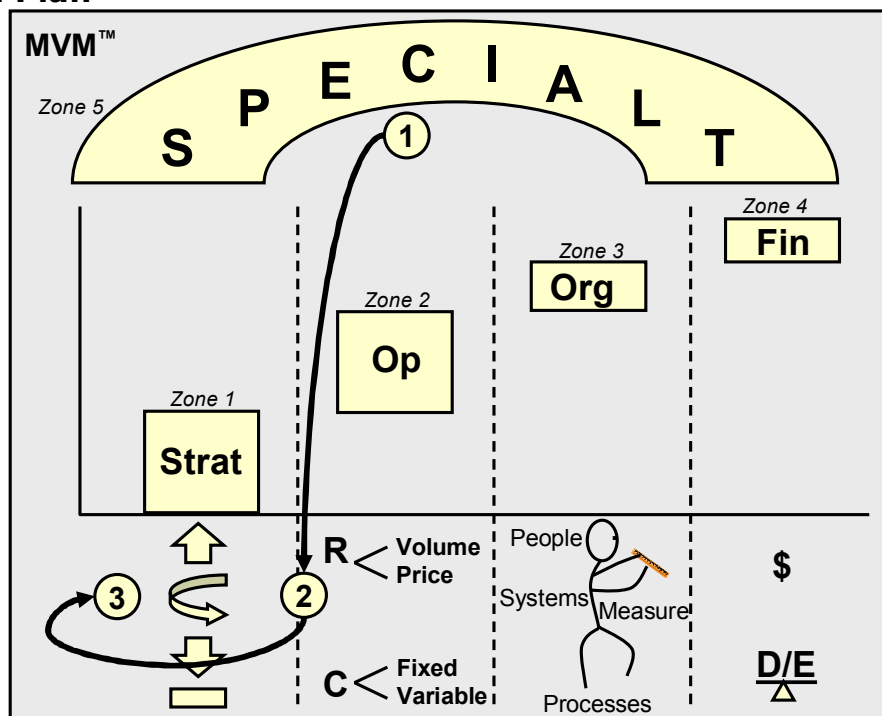 MVM™
S P E C I A L T
Zone 5
1
Zone 4
Fin
Zone 3
Org
Zone 2
Op
Zone 1
Strat
3
2
R
Volume
Price
C
Fixed
Variable
People
Systems
Measure
Processes
$
D/E